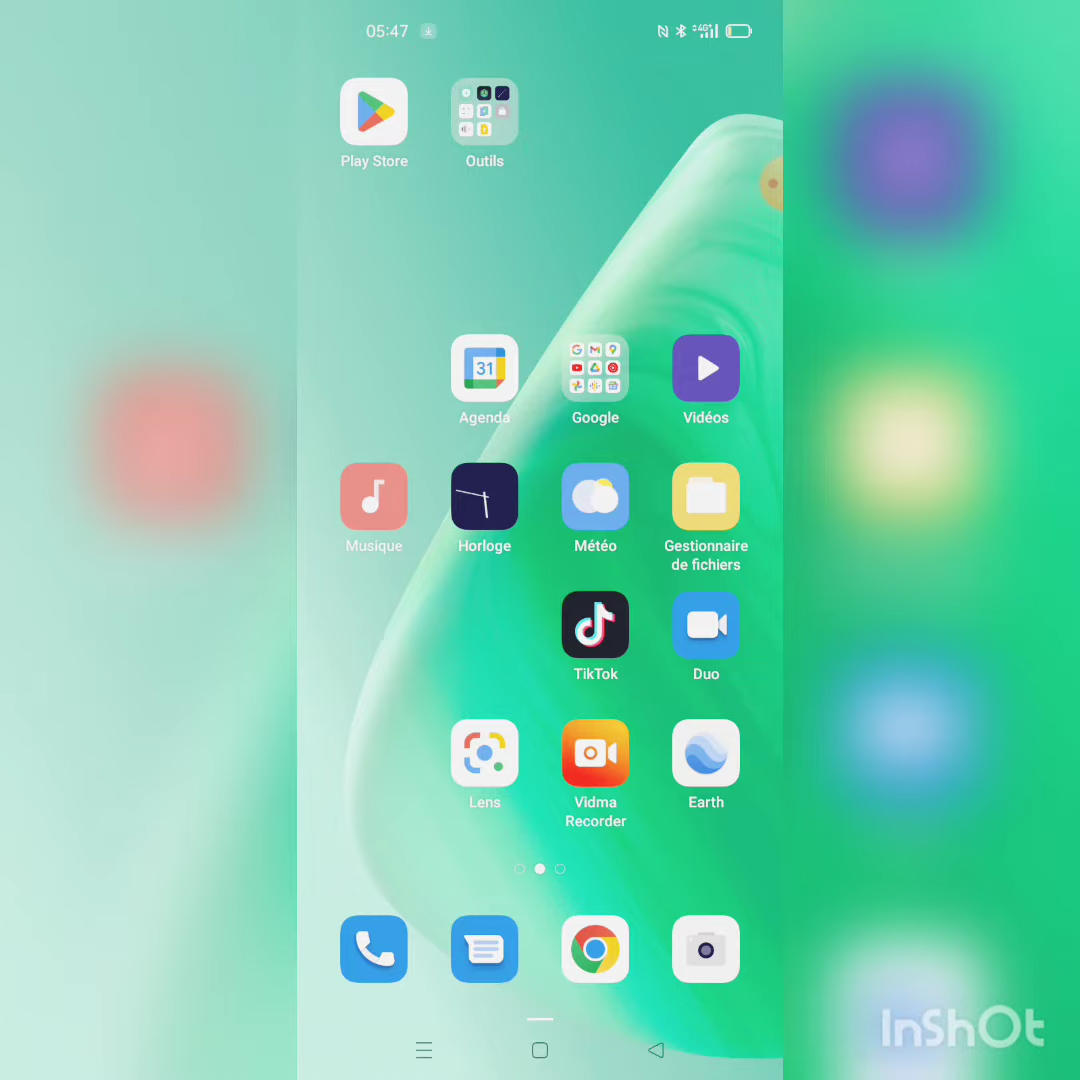 05:47
4G+
Play Store
Outils
31
Agenda
Google
Vidéos
Musique
Horloge
Météo
Gestionnaire
de fichiers
TikTok
Duo
Lens
Vidma
Recorder
Earth
InShOt